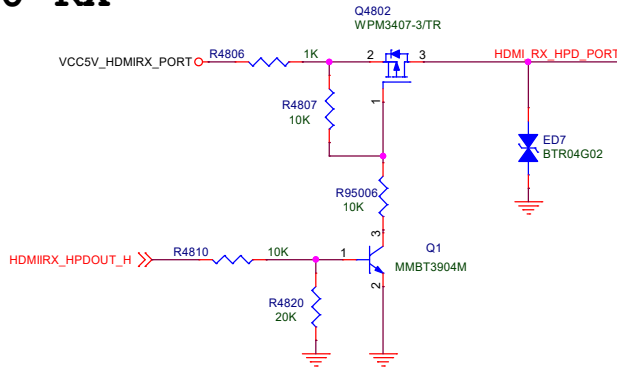 Q4802
WPM3407-3/TR
VCC5V_HDMIRX_PORT
R4806
1K
2
3
HDMI_RX_HPD_PORT
R4807
10K
1
ED7
BTR04G02
R95006
10K
3
Q1
HDMIIRX_HPDOUT_H
R4810
10K
1
MMBT3904M
2
R4820
20K